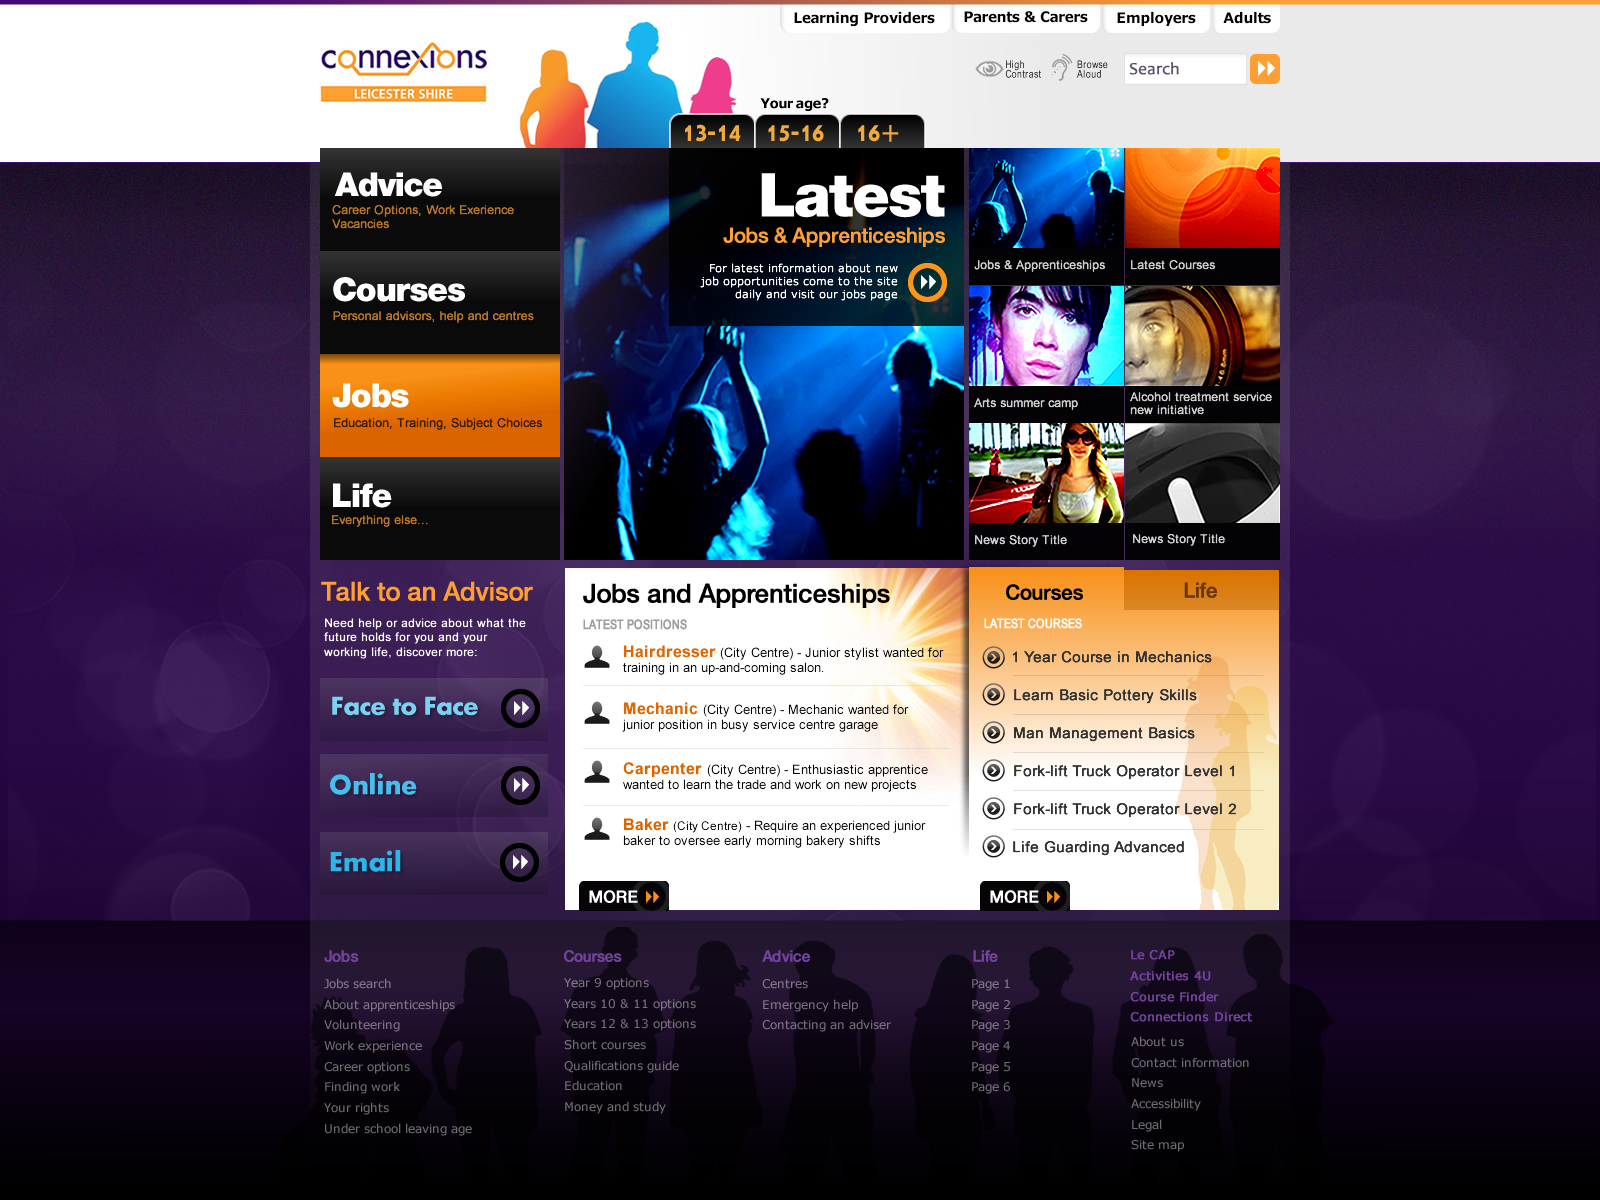 Learning Providers
Parents & Carers
Employers
Adults
connexions
LEICESTER SHIRE
High
Contrast
Browse
Aloud
Search
Your age?
13-14
15-16
16+
Advice
Career Options, Work Exerience
Vacancies
Courses
Personal advisors, help and centres
Jobs
Education, Training, Subject Choices
Life
Everything else...
Latest
Jobs & Apprenticeships
For latest information about new
job opportunities come to the site
daily and visit our jobs page
Jobs & Apprenticeships
Latest Courses
Arts summer camp
Alcohol treatment service
new initiative
News Story Title
News Story Title
Talk to an Advisor
Need help or advice about what the
future holds for you and your
working life, discover more:
Face to Face
Online
Email
Jobs and Apprenticeships
LATEST POSITIONS
Hairdresser (City Centre) - Junior stylist wanted for
training in an up-and-coming salon.
Mechanic (City Centre) - Mechanic wanted for
junior position in busy service centre garage
Carpenter (City Centre) - Enthusiastic apprentice
wanted to learn the trade and work on new projects
Baker (City Centre) - Require an experienced junior
baker to oversee early morning bakery shifts
MORE
Courses
Life
LATEST COURSES
1 Year Course in Mechanics
Learn Basic Pottery Skills
Man Management Basics
Fork-lift Truck Operator Level 1
Fork-lift Truck Operator Level 2
Life Guarding Advanced
MORE
Jobs
Jobs search
About apprenticeships
Volunteering
Work experience
Career options
Finding work
Your rights
Under school leaving age
Courses
Year 9 options
Years 10 & 11 options
Years 12 & 13 options
Short courses
Qualifications guide
Education
Money and study
Advice
Centres
Emergency help
Contacting an adviser
Life
Page 1
Page 2
Page 3
Page 4
Page 5
Page 6
Le CAP
Activities 4U
Course Finder
Connections Direct
About us
Contact information
News
Accessibility
Legal
Site map